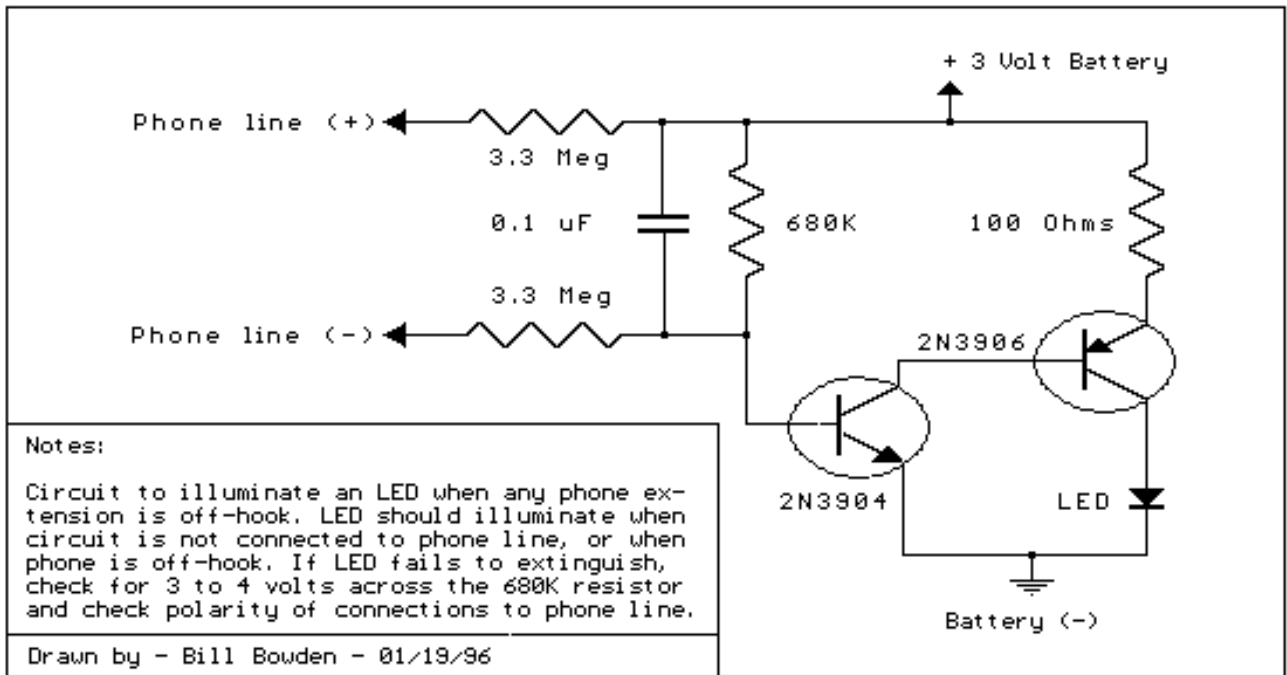 + 3 Volt Battery
Phone line (+)
3.3 Meg
0.1 uF
680K
100 Ohms
3.3 Meg
Phone line (-)
2N3906
2N3904
LED
Battery (-)
Notes:
Circuit to illuminate an LED when any phone ex-
tension is off-hook. LED should illuminate when
circuit is not connected to phone line, or when
phone is off-hook. If LED fails to extinguish,
check for 3 to 4 volts across the 680K resistor
and check polarity of connections to phone line.
Drawn by - Bill Bowden - 01/19/96